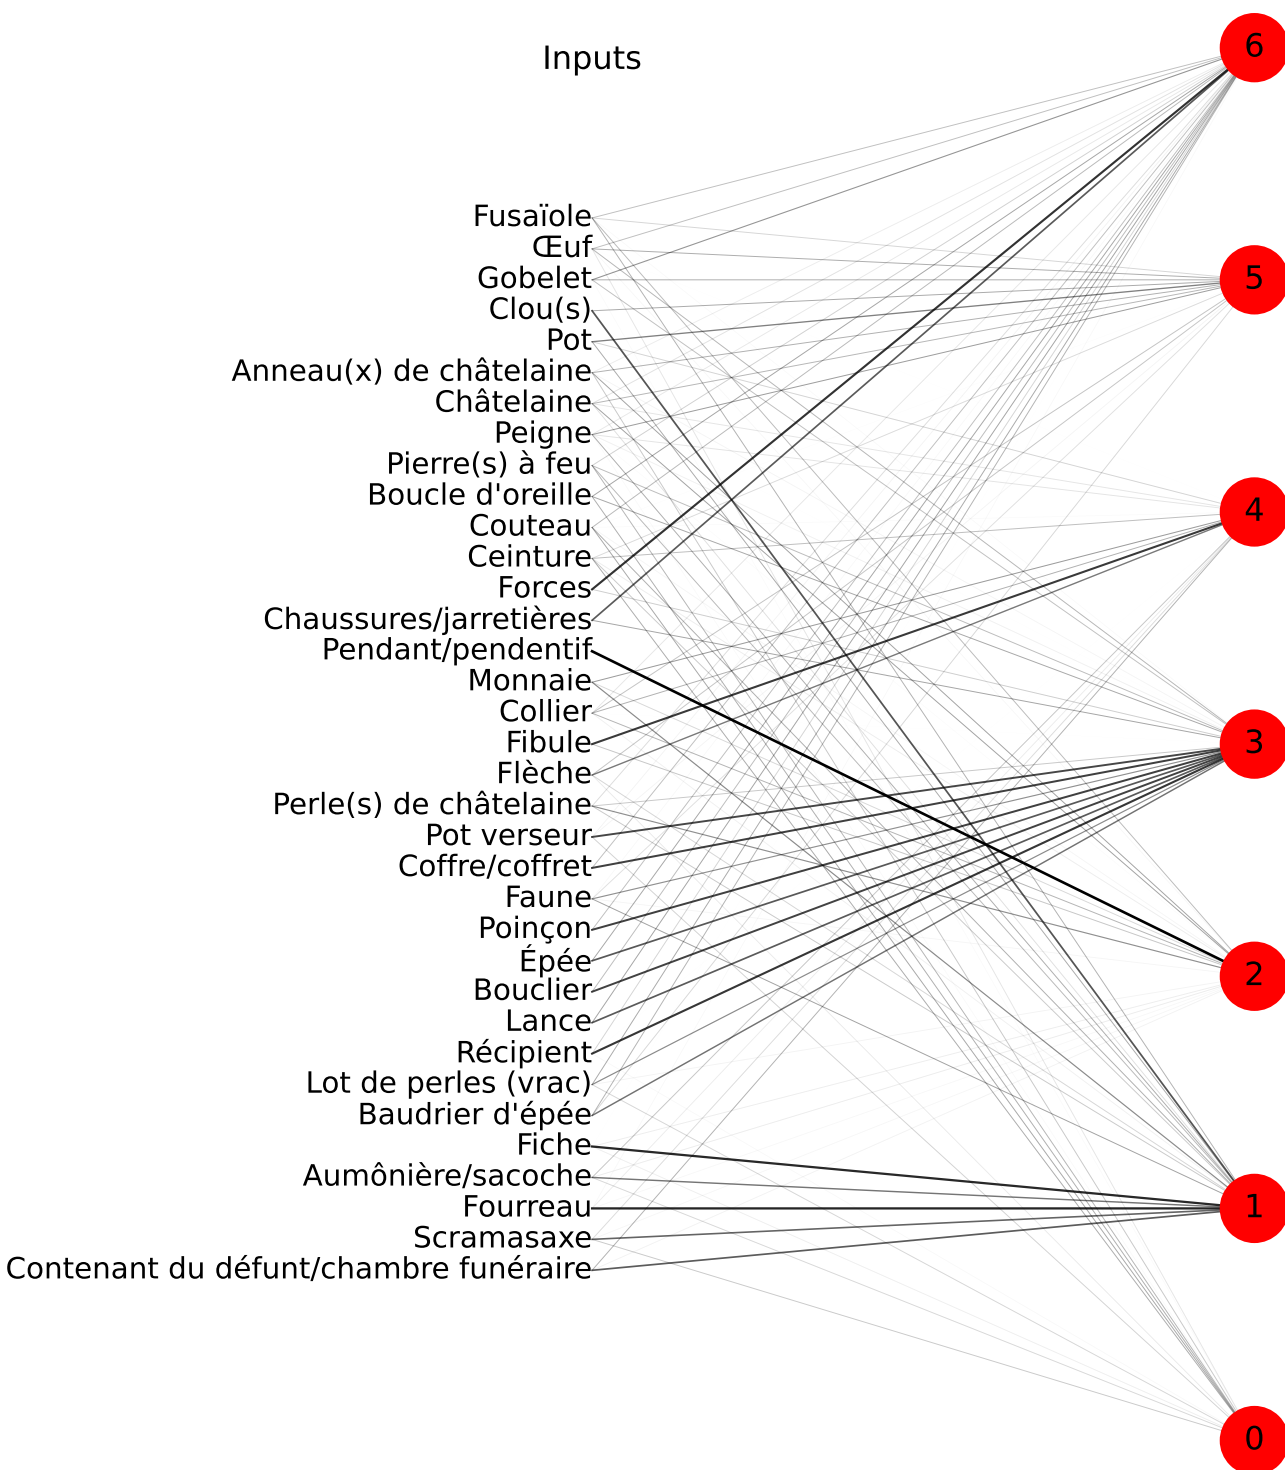 Inputs
Fusaïole
Œuf
Gobelet
Clou(s)
Pot
Anneau(x) de châtelaine
Châtelaine
Peigne
Pierre(s) à feu
Boucle d'oreille
Couteau
Ceinture
Forces
Chaussures/jarretières
Pendant/pendentif
Monnaie
Collier
Fibule
Flèche
Perle(s) de châtelaine
Pot verseur
Coffre/coffret
Faune
Poinçon
Épée
Bouclier
Lance
Récipient
Lot de perles (vrac)
Baudrier d'épée
Fiche
Aumônière/sacoche
Fourreau
Scramasaxe
Contenant du défunt/chambre funéraire
6
5
4
3
2
1
0